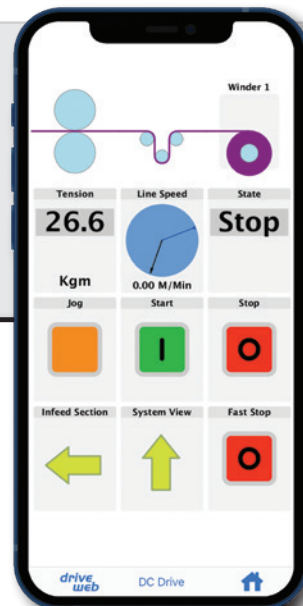 Winder 1
Tension
Line Speed
State
26.6
Stop
Kgm
0.00 M/Min
Jog
Start
Stop
I
O
Infeed Section
System View
Fast Stop
O
drive.
web
DC Drive